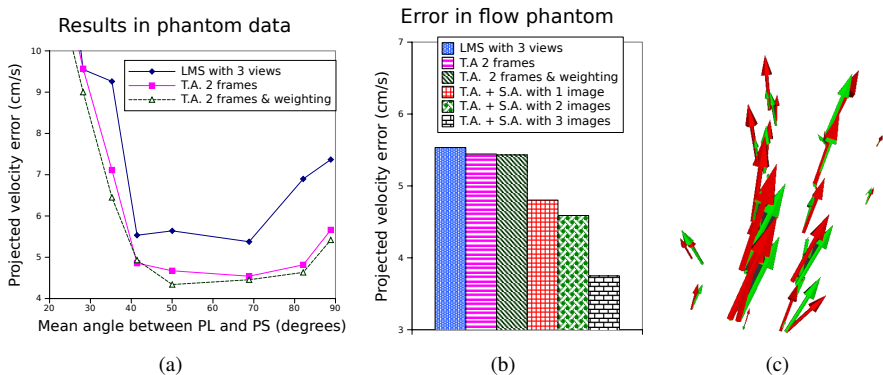 Results in phantom data
10
9
8
7
6
5
4
20
30
40
50
60
70
80
90
Projected velocity error (cm/s)
Mean angle between PL and PS (degrees)
LMS with 3 views
T.A. 2 frames
T.A. 2 frames & weighting
(a)
Error in flow phantom
7
6
5
4
3
Projected velocity error (cm/s)
LMS with 3 views
T.A 2 frames
T.A. 2 frames & weighting
T.A. + S.A. with 1 image
T.A. + S.A. with 2 images
T.A. + S.A. with 3 images
(b)
(c)